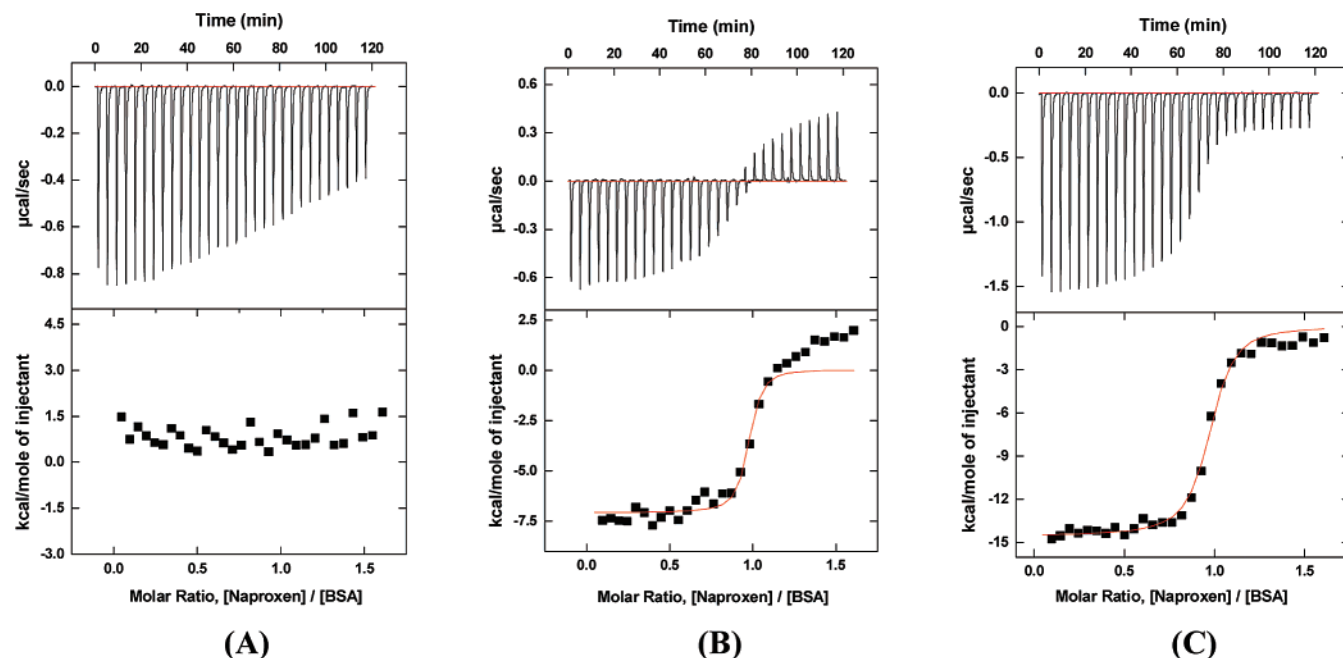 Time (min)
0 20 40 60 80 100 120
0.0
-0.2
-0.4
-0.6
-0.8
µcal/sec
4.5
3.0
1.5
0.0
-1.5
-3.0
kcal/mole of injectant
0.0 0.5 1.0 1.5
Molar Ratio, [Naproxen] / [BSA]
(A)
Time (min)
0 20 40 60 80 100 120
0.6
0.3
0.0
-0.3
-0.6
µcal/sec
2.5
0.0
-2.5
-5.0
-7.5
kcal/mole of injectant
0.0 0.5 1.0 1.5
Molar Ratio, [Naproxen] / [BSA]
(B)
Time (min)
0 20 40 60 80 100 120
0.0
-0.5
-1.0
-1.5
µcal/sec
0
-3
-6
-9
-12
-15
kcal/mole of injectant
0.0 0.5 1.0 1.5
Molar Ratio, [Naproxen] / [BSA]
(C)